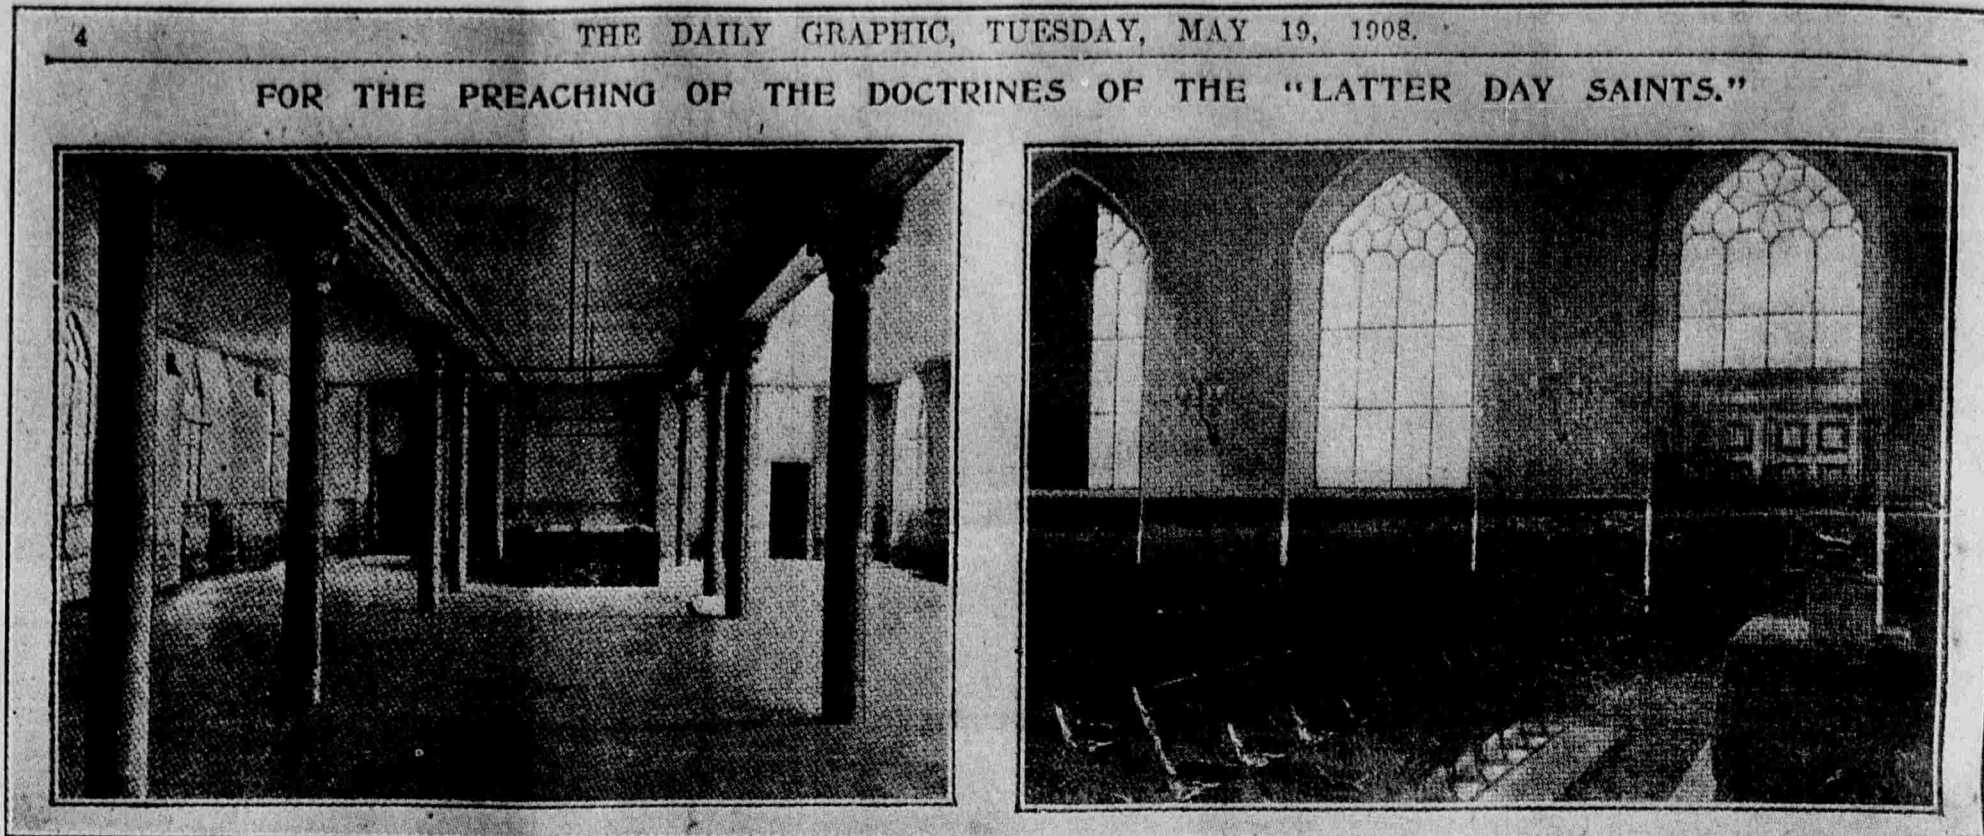 4 THE DAILY GRAPHIC, TUESDAY, MAY 19, 1908.
FOR THE PREACHING OF THE DOCTRINES OF THE "LATTER DAY SAINTS."